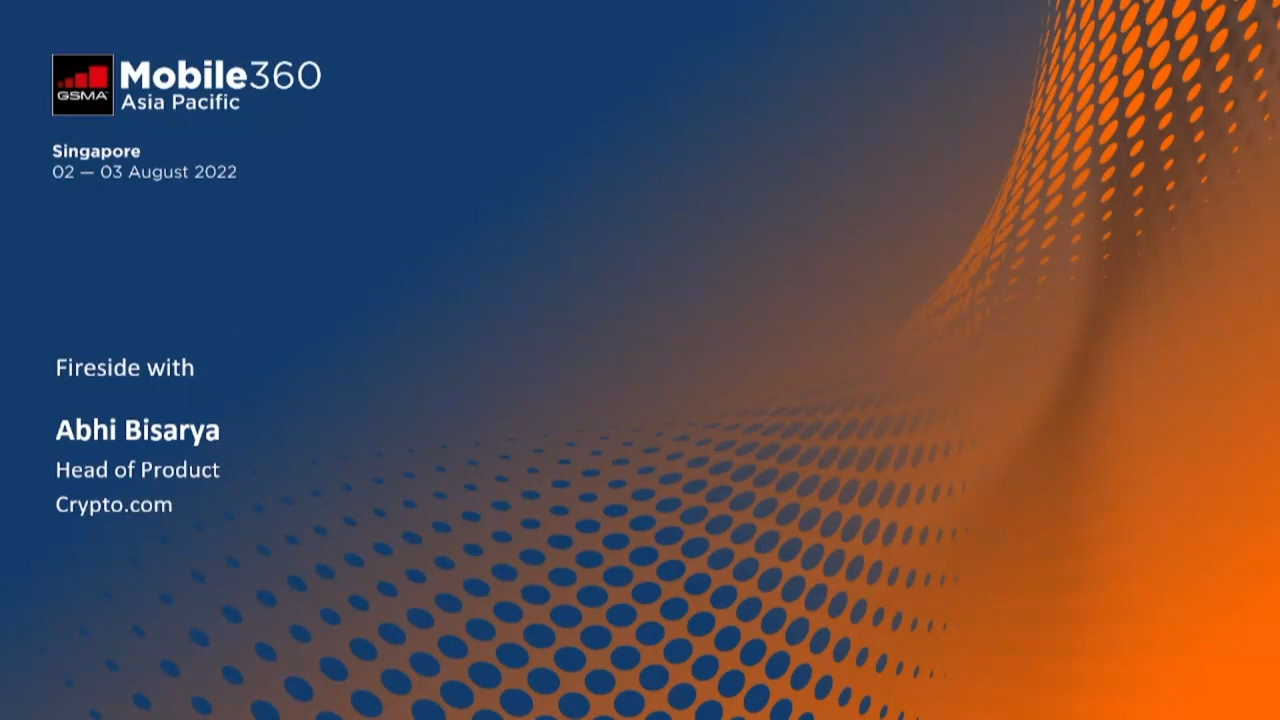 GSMA
Mobile360
Asia Pacific
Singapore
02 — 03 August 2022
Fireside with
Abhi Bisarya
Head of Product
Crypto.com